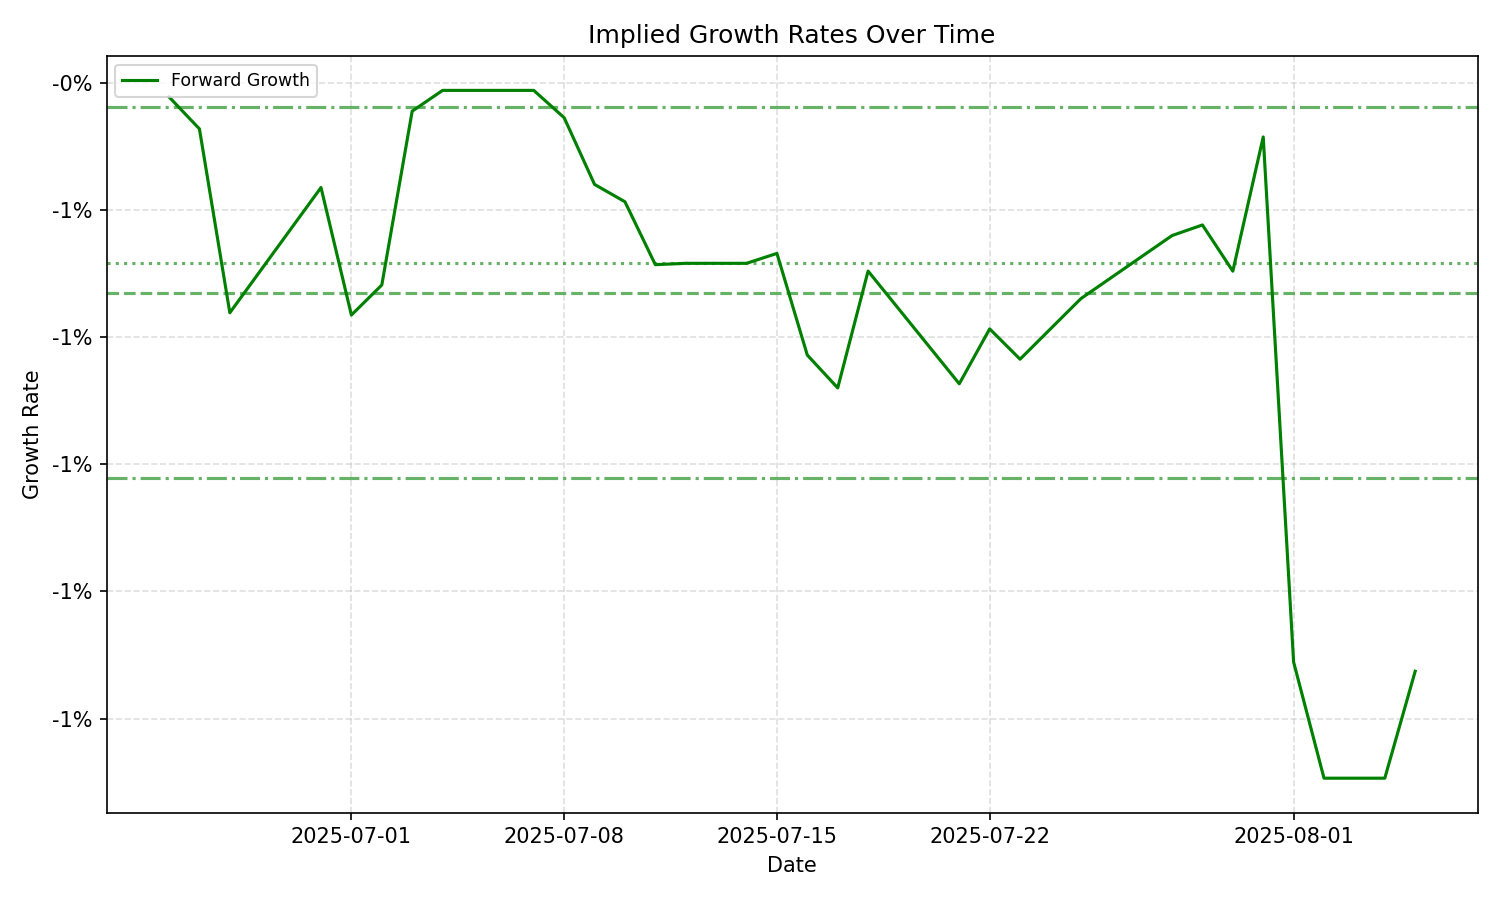 Implied Growth Rates Over Time
Forward Growth
-0%
-1%
-1%
-1%
-1%
-1%
Growth Rate
2025-07-01
2025-07-08
2025-07-15
2025-07-22
2025-08-01
Date